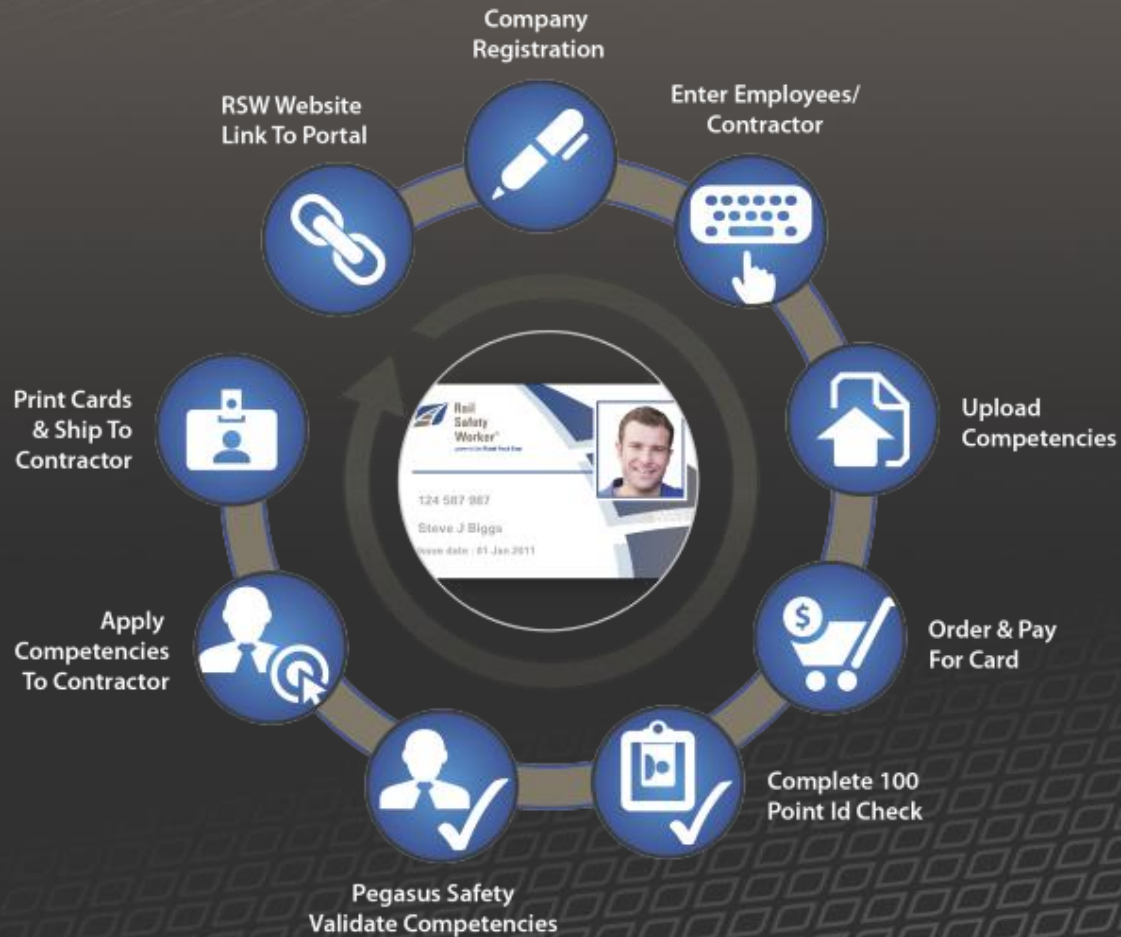 Company
Registration
RSW Website
Link To Portal
Enter Employees/
Contractor
Upload
Competencies
Order & Pay
For Card
Complete 100
Point Id Check
Pegasus Safety
Validate Competencies
Apply
Competencies
To Contractor
Print Cards
& Ship To
Contractor
$
Rail
Safety
Worker
124 587 987
Steve J Biggs
Issue date : 01 Jan 2011